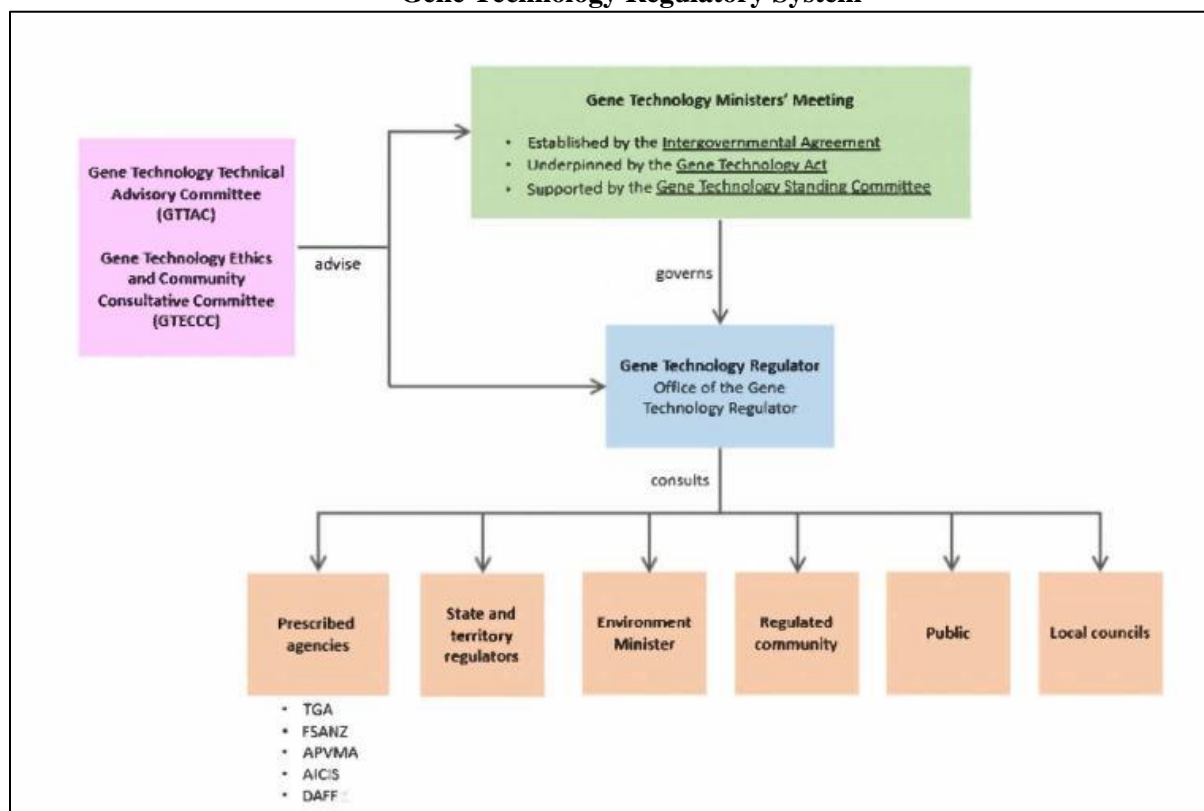 Gene Technology Regulatory System
Gene Technology Ministers' Meeting
• Established by the Intergovernmental Agreement
• Underpinned by the Gene Technology Act
• Supported by the Gene Technology Standing Committee
Gene Technology Technical
Advisory Committee
(GTTAC)
Gene Technology Ethics
and Community
Consultative Committee
(GTECCC)
advise
governs
Gene Technology Regulator
Office of the Gene
Technology Regulator
consults
Prescribed
agencies
State and
territory
regulators
Environment
Minister
Regulated
community
Public
Local councils
• TGA
• FSANZ
• APVMA
• AICIS
• DAFF